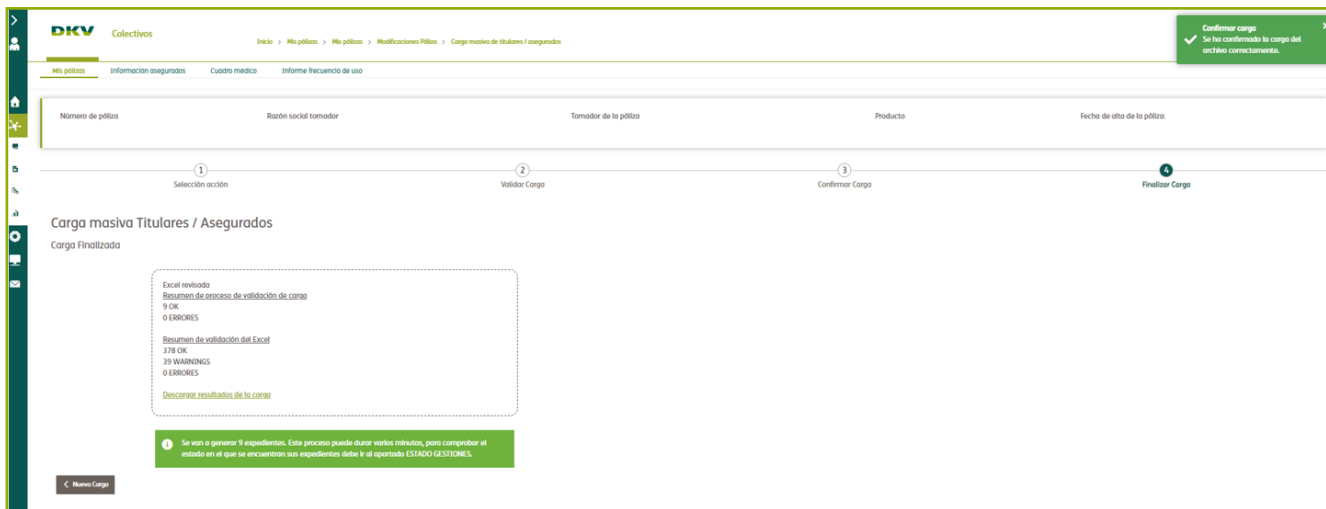 DKV
Colectivos
Inicio > Mis pólizas > Mis pólizas > Modificaciones Póliza > Carga masiva de titulares / asegurados
Confirmar carga
Se ha confirmado la carga del
archivo correctamente.
Mis pólizas Información asegurados Cuadro médico Informe frecuencia de uso
Número de póliza Razón social tomador Tomador de la póliza Producto Fecha de alta de la póliza:
1 2 3 4
Selección acción Validar Carga Confirmar Carga Finalizar Carga
Carga masiva Titulares / Asegurados
Carga Finalizada
Excel revisada
Resumen de proceso de validación de carga
9 OK
0 ERRORES
Resumen de validación del Excel
378 OK
39 WARNINGS
0 ERRORES
Descargar resultados de la carga
Se van a generar 9 expedientes. Este proceso puede durar varios minutos, para comprobar el
estado en el que se encuentran sus expedientes debe ir al apartado ESTADO GESTIONES.
< Nueva Carga